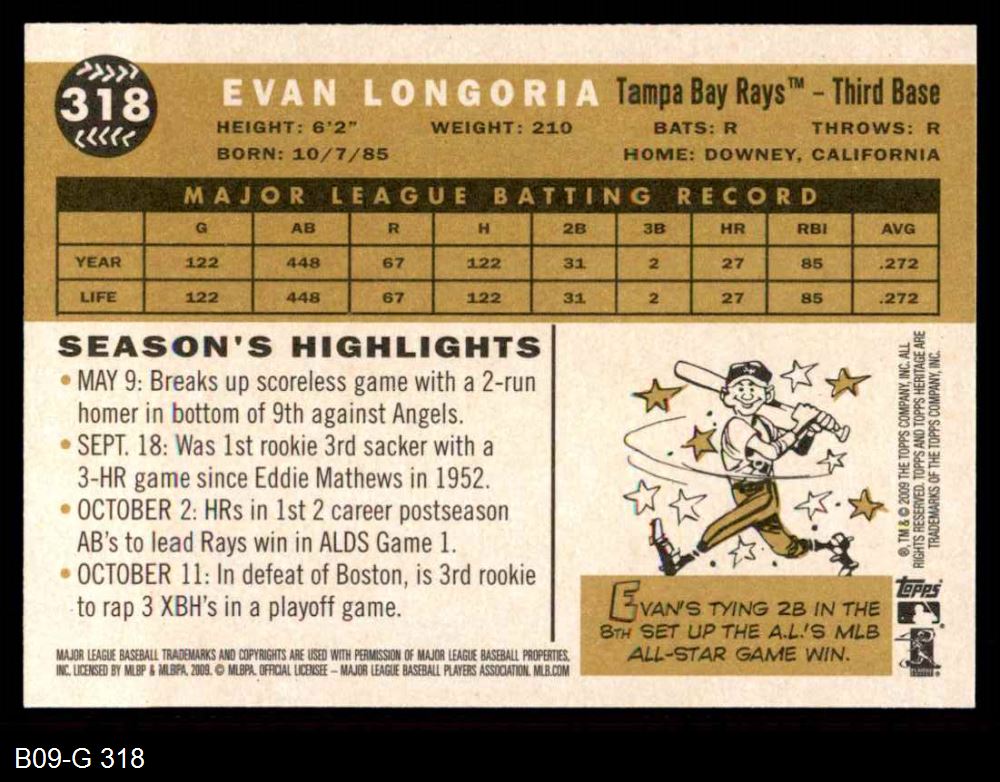 318
EVAN LONGORIA Tampa Bay Rays™ – Third Base
HEIGHT: 6'2" WEIGHT: 210 BATS: R THROWS: R
BORN: 10/7/85 HOME: DOWNEY, CALIFORNIA
MAJOR LEAGUE BATTING RECORD
G AB R H 2B 3B HR RBI AVG
YEAR 122 448 67 122 31 2 27 85 .272
LIFE 122 448 67 122 31 2 27 85 .272
SEASON'S HIGHLIGHTS
• MAY 9: Breaks up scoreless game with a 2-run
homer in bottom of 9th against Angels.
• SEPT. 18: Was 1st rookie 3rd sacker with a
3-HR game since Eddie Mathews in 1952.
• OCTOBER 2: HRs in 1st 2 career postseason
AB's to lead Rays win in ALDS Game 1.
• OCTOBER 11: In defeat of Boston, is 3rd rookie
to rap 3 XBH's in a playoff game.
MAJOR LEAGUE BASEBALL TRADEMARKS AND COPYRIGHTS ARE USED WITH PERMISSION OF MAJOR LEAGUE BASEBALL PROPERTIES,
INC. LICENSED BY MLBP & MLBPA, 2009. © MLBPA. OFFICIAL LICENSEE – MAJOR LEAGUE BASEBALL PLAYERS ASSOCIATION. MLB.COM
EVAN'S TYING 2B IN THE
8TH SET UP THE A.L.'S MLB
ALL-STAR GAME WIN.
®, TM & © 2009 THE TOPPS COMPANY, INC. ALL
RIGHTS RESERVED. TOPPS AND TOPPS HERITAGE ARE
TRADEMARKS OF THE TOPPS COMPANY, INC.
Topps
B09-G 318